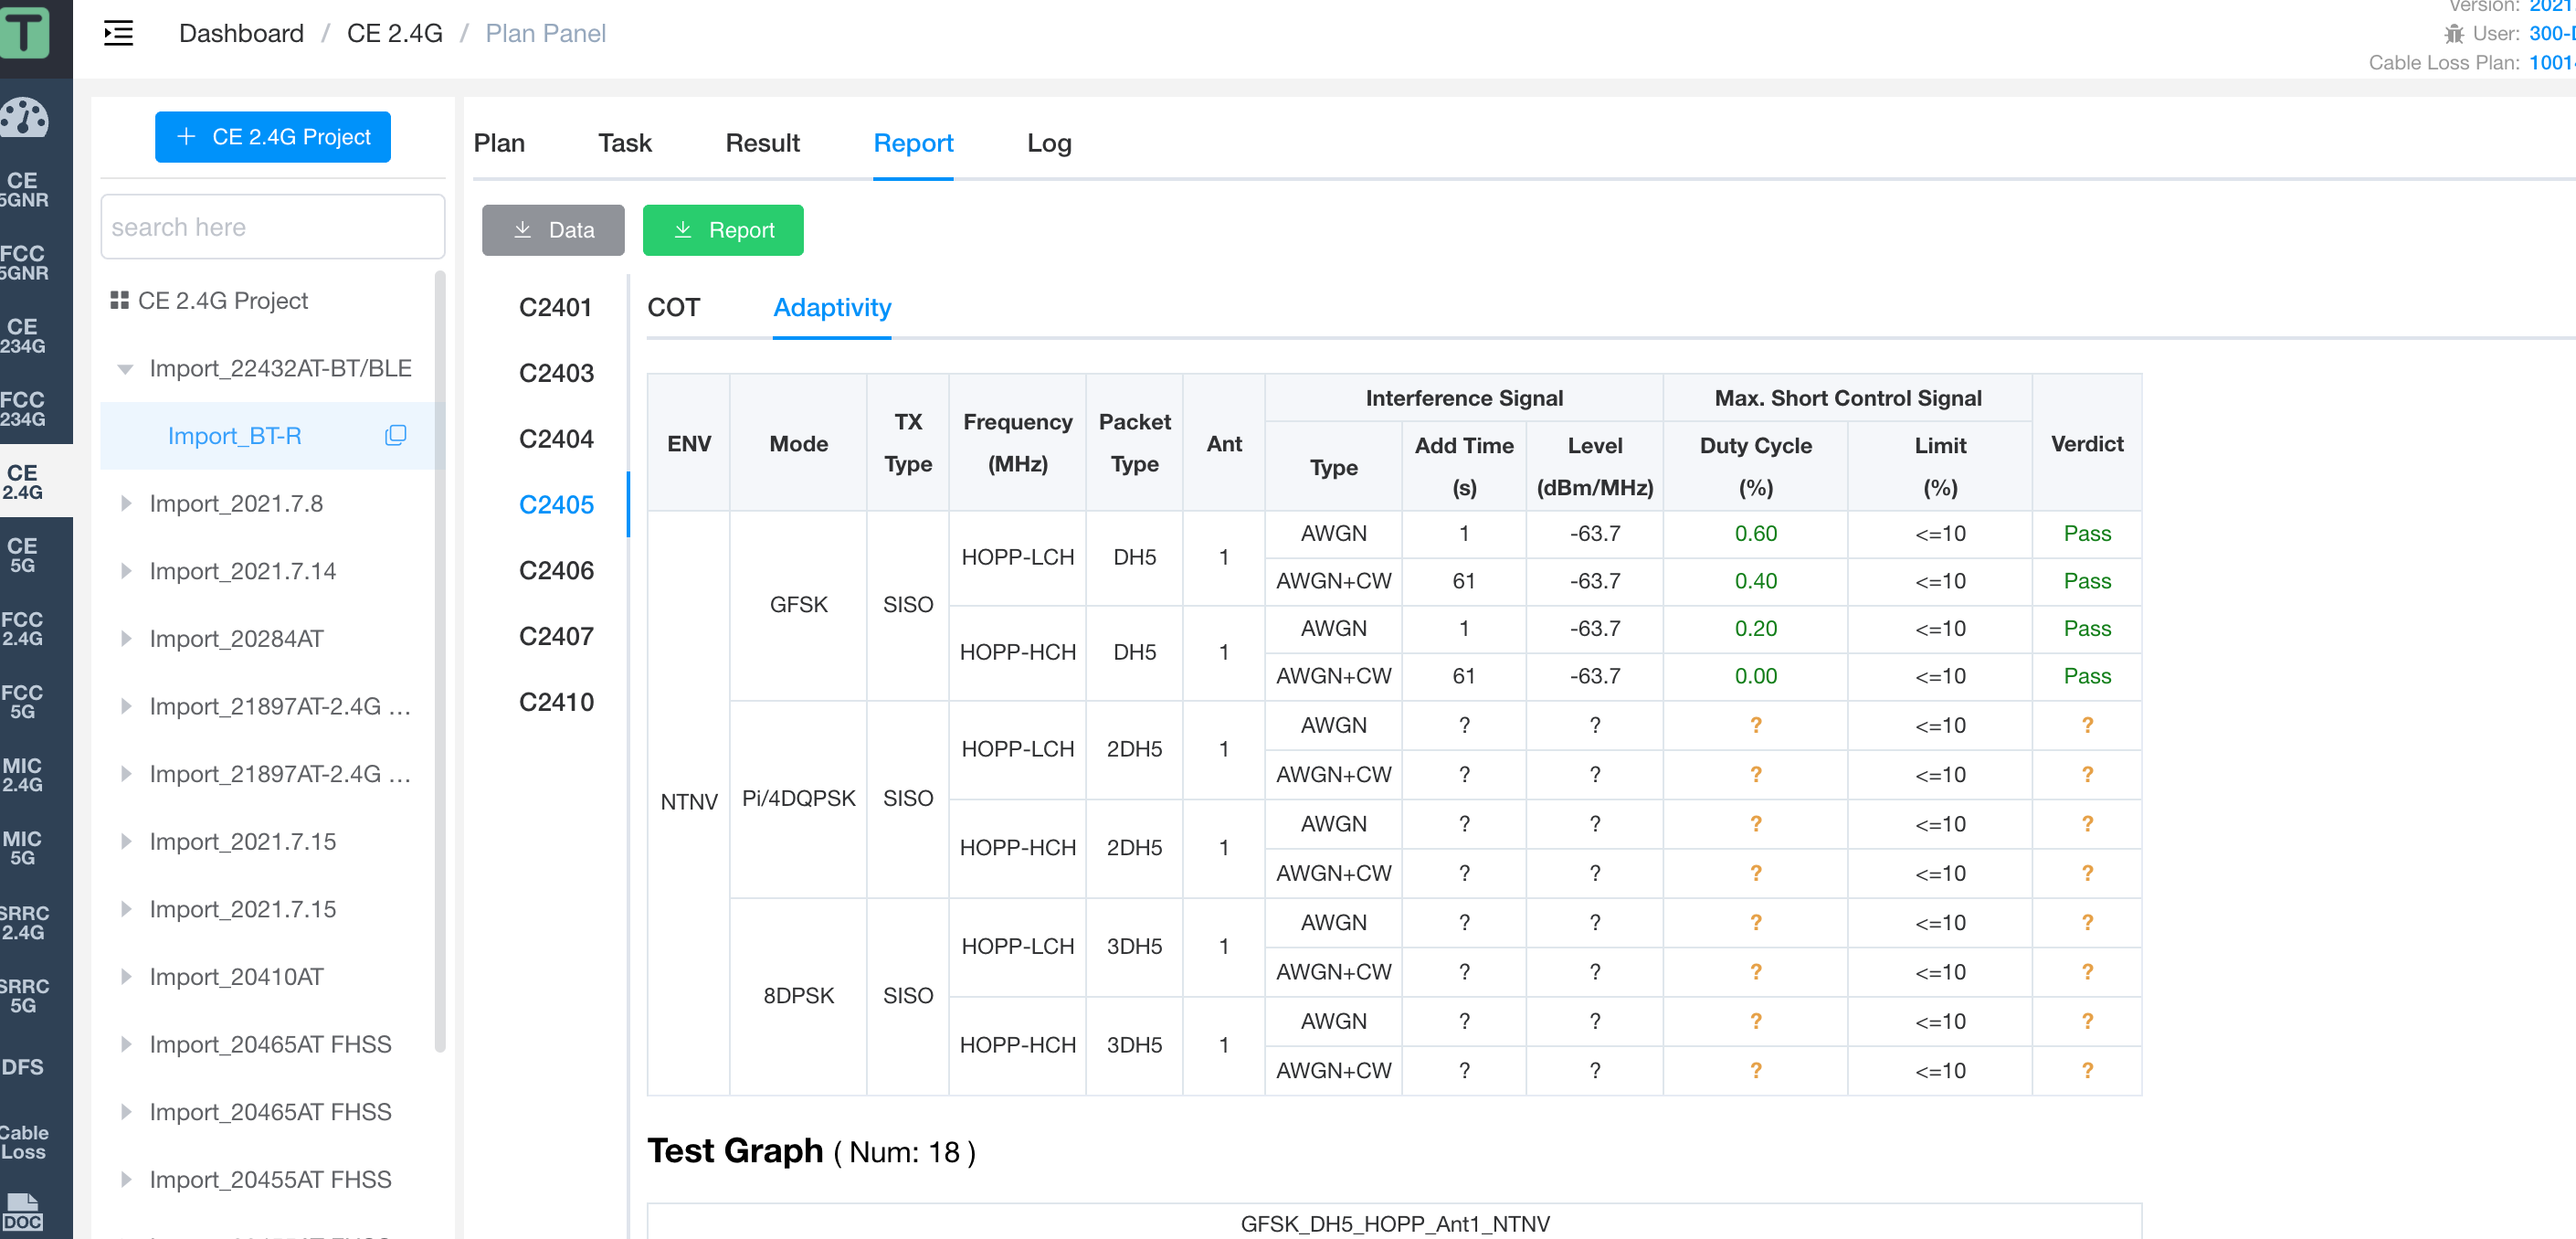 T
Dashboard / CE 2.4G / Plan Panel
Version: 2021
User: 300-
Cable Loss Plan: 1001
CE
5GNR
FCC
5GNR
CE
234G
FCC
234G
CE
2.4G
CE
5G
FCC
2.4G
FCC
5G
MIC
2.4G
MIC
5G
SRRC
2.4G
SRRC
5G
DFS
Cable
Loss
DOC
+ CE 2.4G Project
search here
CE 2.4G Project
Import_22432AT-BT/BLE
Import_BT-R
Import_2021.7.8
Import_2021.7.14
Import_20284AT
Import_21897AT-2.4G ...
Import_21897AT-2.4G ...
Import_2021.7.15
Import_2021.7.15
Import_20410AT
Import_20465AT FHSS
Import_20465AT FHSS
Import_20455AT FHSS
Plan Task Result Report Log
Data Report
C2401
C2403
C2404
C2405
C2406
C2407
C2410
COT Adaptivity
ENV Mode TX Type Frequency (MHz) Packet Type Ant Interference Signal Max. Short Control Signal Verdict
Type Add Time (s) Level (dBm/MHz) Duty Cycle (%) Limit (%)
NTNV GFSK SISO HOPP-LCH DH5 1 AWGN 1 -63.7 0.60 <=10 Pass
AWGN+CW 61 -63.7 0.40 <=10 Pass
HOPP-HCH DH5 1 AWGN 1 -63.7 0.20 <=10 Pass
AWGN+CW 61 -63.7 0.00 <=10 Pass
Pi/4DQPSK SISO HOPP-LCH 2DH5 1 AWGN ? ? ? <=10 ?
AWGN+CW ? ? ? <=10 ?
HOPP-HCH 2DH5 1 AWGN ? ? ? <=10 ?
AWGN+CW ? ? ? <=10 ?
8DPSK SISO HOPP-LCH 3DH5 1 AWGN ? ? ? <=10 ?
AWGN+CW ? ? ? <=10 ?
HOPP-HCH 3DH5 1 AWGN ? ? ? <=10 ?
AWGN+CW ? ? ? <=10 ?
Test Graph ( Num: 18 )
GFSK_DH5_HOPP_Ant1_NTNV